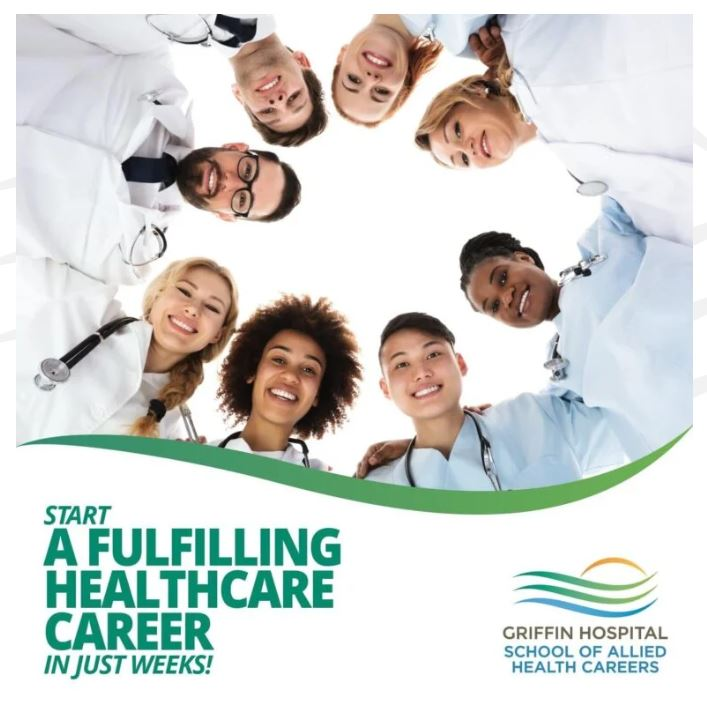 START
A FULFILLING
HEALTHCARE
CAREER
IN JUST WEEKS!
GRIFFIN HOSPITAL
SCHOOL OF ALLIED
HEALTH CAREERS